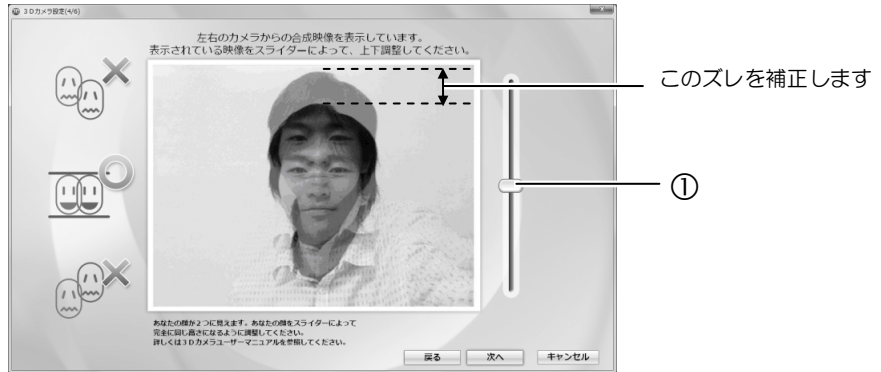 3Dカメラ設定(4/6)
左右のカメラからの合成映像を表示しています。
表示されている映像をスライダーによって、上下調整してください。
このズレを補正します
①
あなたの顔が2つに見えます。あなたの顔をスライダーによって
完全に同じ高さになるように調整してください。
詳しくは3Dカメラユーザーマニュアルを参照してください。
戻る
次へ
キャンセル